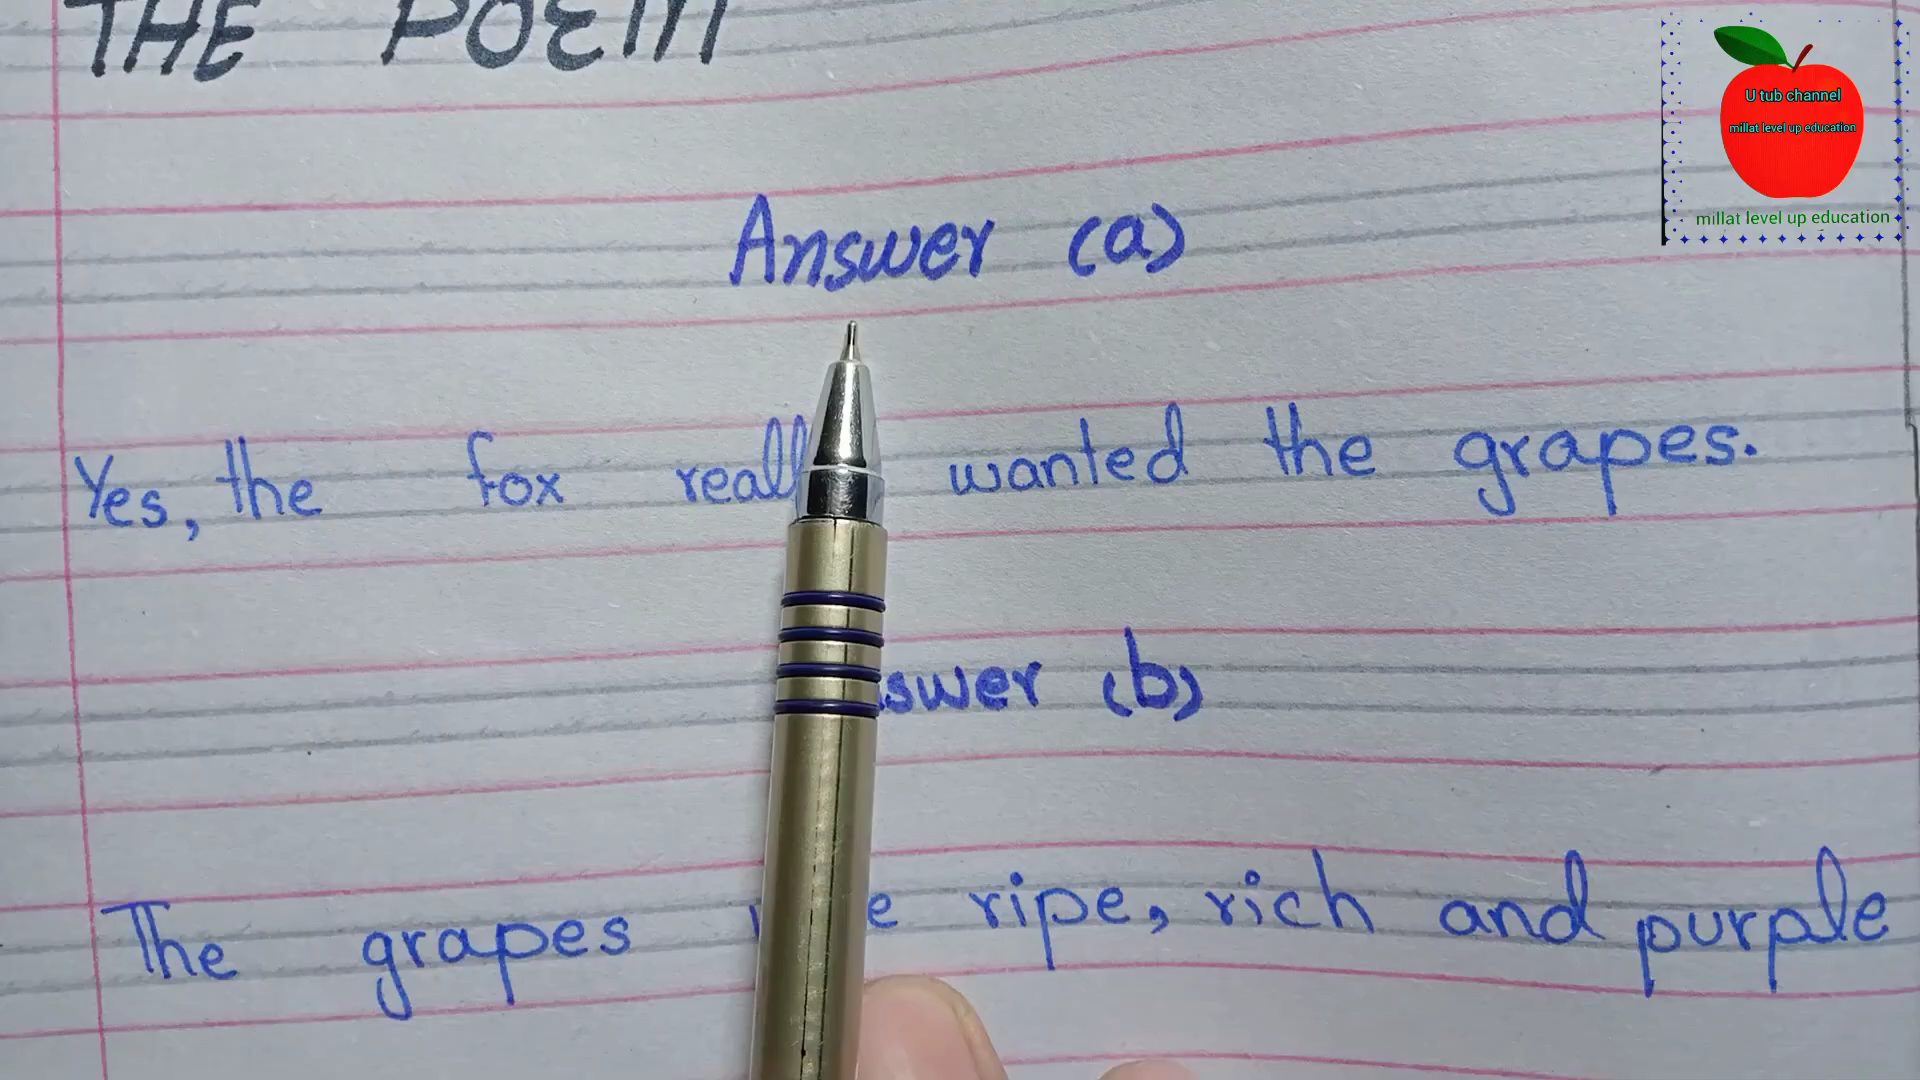 THE POEM
U tub channel
millat level up education
millat level up education
Answer (a)
Yes, the fox reall wanted the grapes.
swer (b)
The grapes e ripe, rich and purple